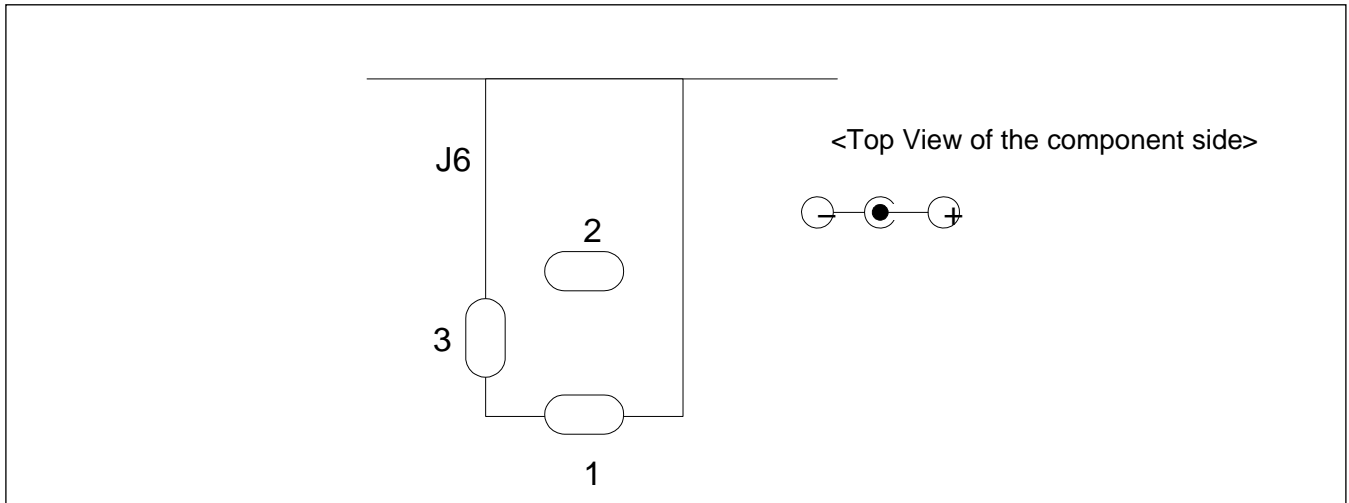 <Top View of the component side>
J6
− +
2
3
1